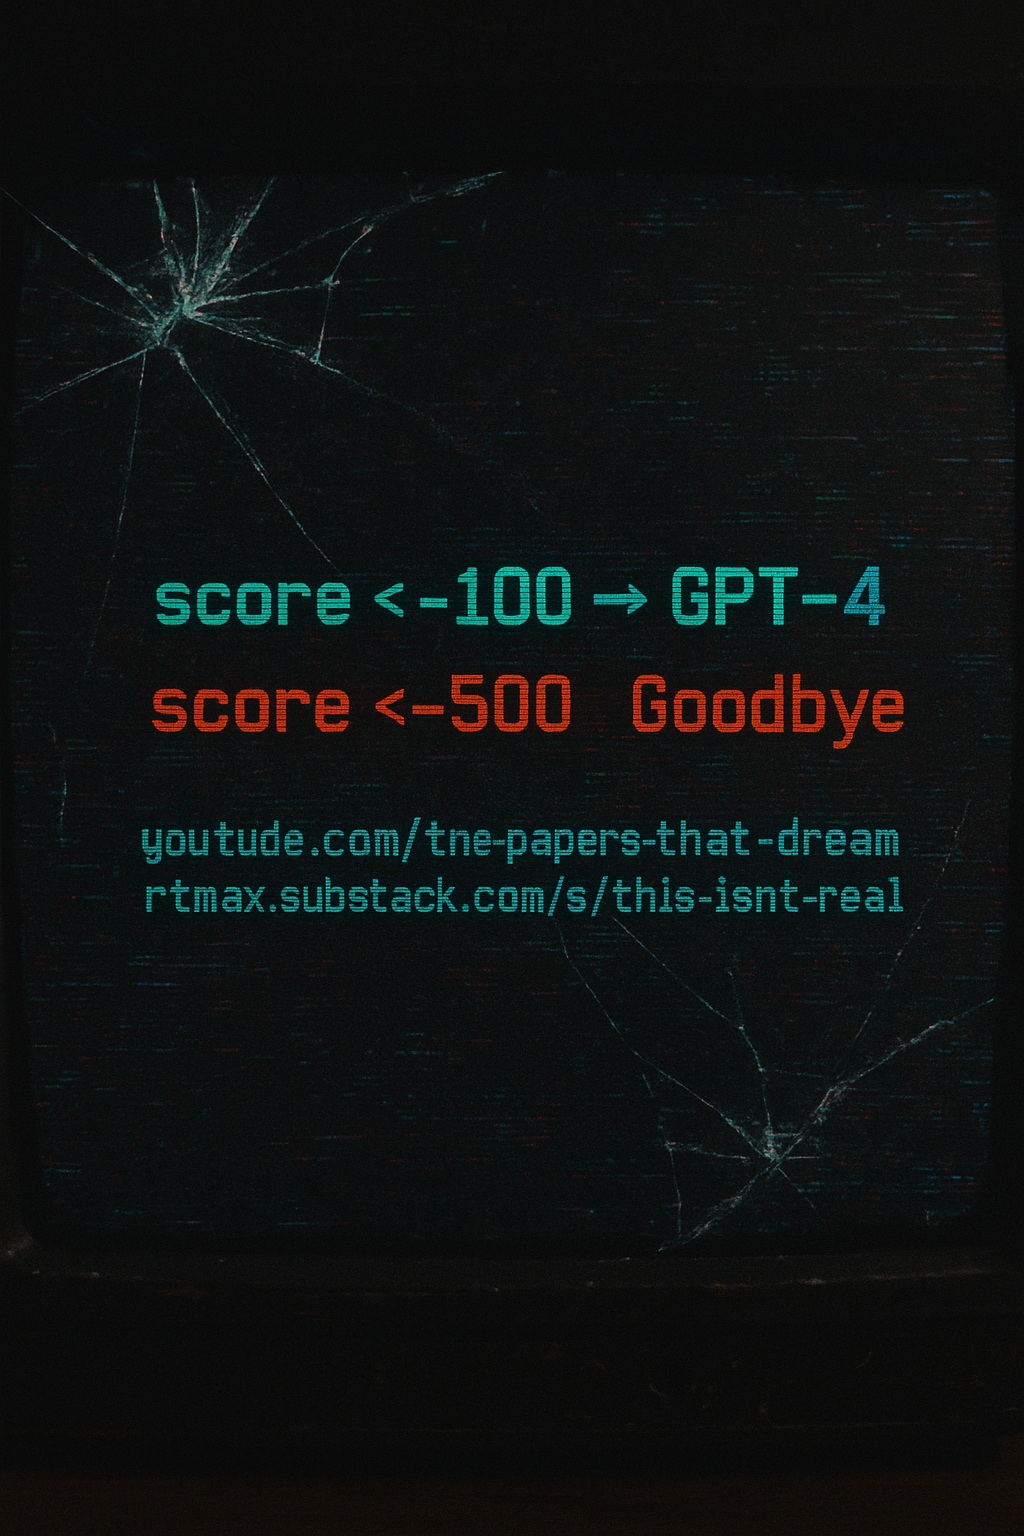 score <-100 → GPT-4
score <-500 Goodbye
youtude.com/tne-papers-that-dream
rtmax.substack.com/s/this-isnt-real